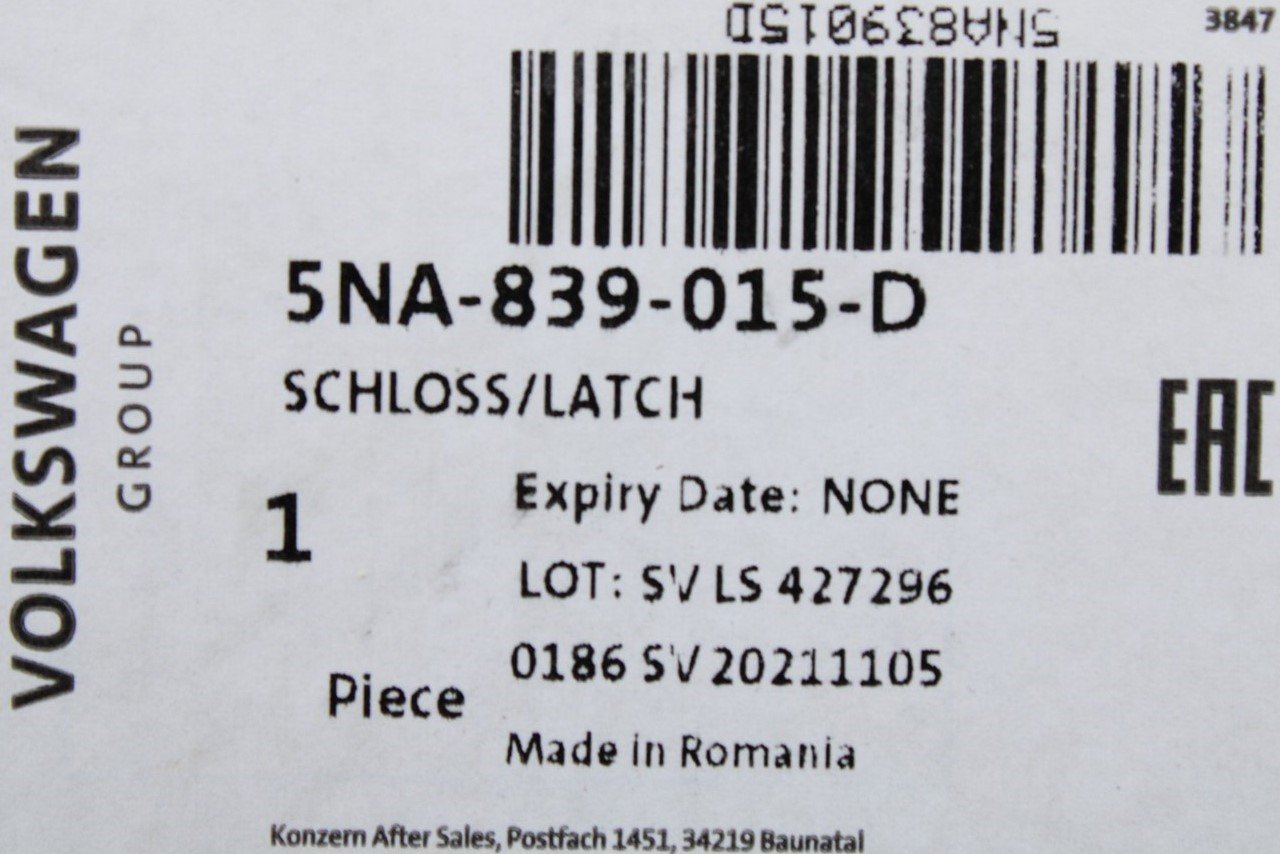 5NA839015D
3847
VOLKSWAGEN
GROUP
5NA-839-015-D
SCHLOSS/LATCH
EAC
1
Piece
Expiry Date: NONE
LOT: SV LS 427296
0186 SV 20211105
Made in Romania
Konzern After Sales, Postfach 1451, 34219 Baunatal